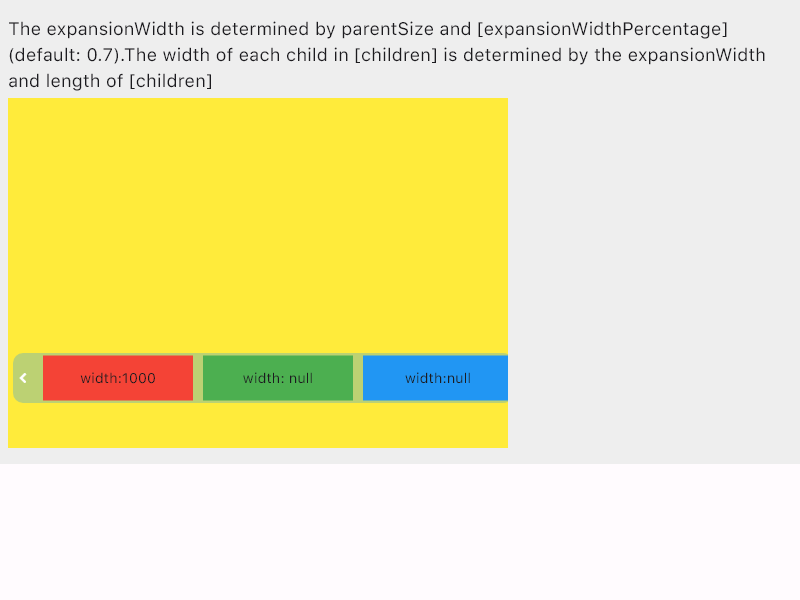 The expansionWidth is determined by parentSize and [expansionWidthPercentage]
(default: 0.7).The width of each child in [children] is determined by the expansionWidth
and length of [children]
width:1000 width: null width:null